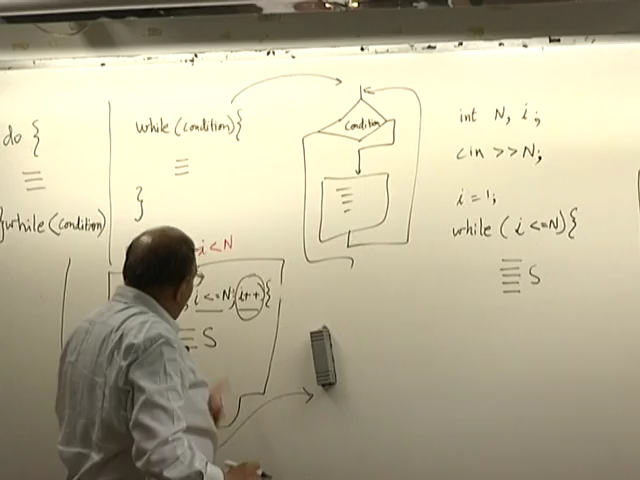 do {
}while(condition)
while (condition){
}
i<N
i<=N; i++){
S
Condition
int N, i;
cin >>N;
i=1;
while ( i <=N){
S